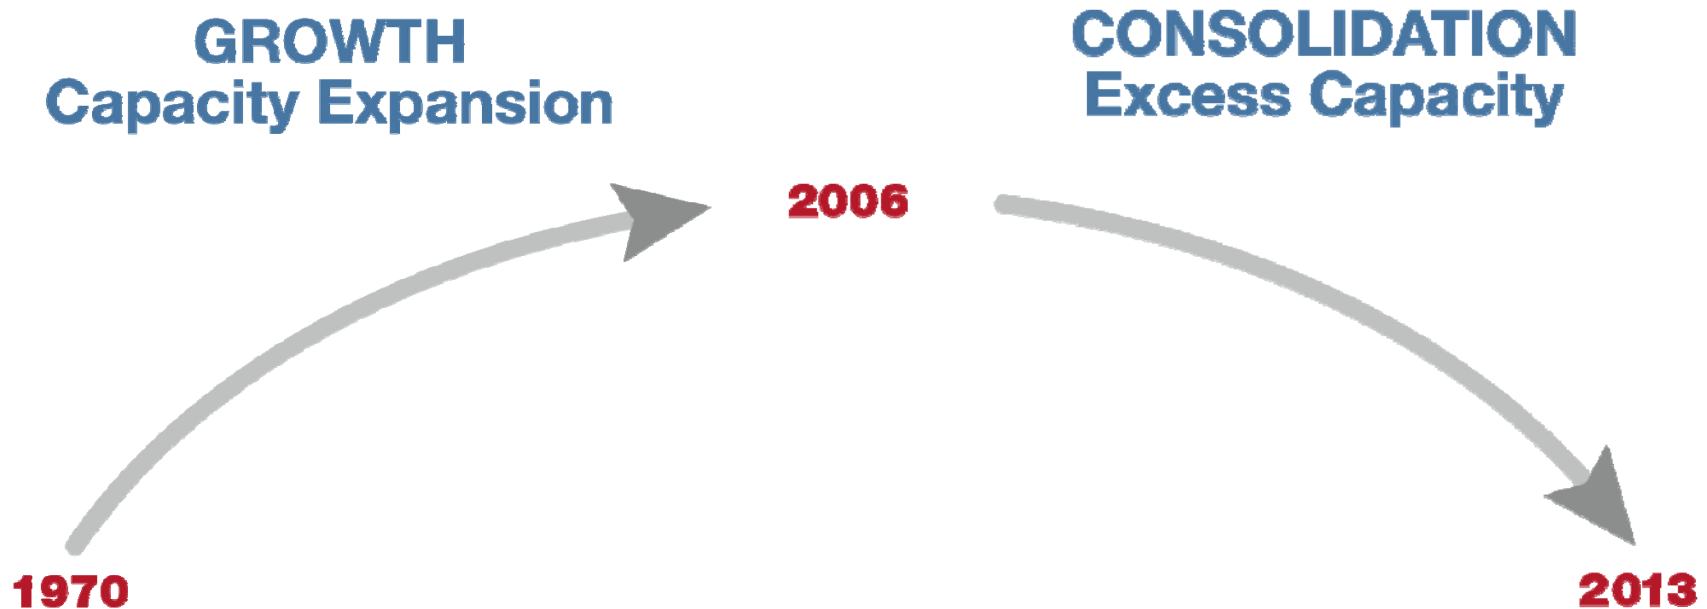 GROWTH
Capacity Expansion
CONSOLIDATION
Excess Capacity
2006
1970
2013